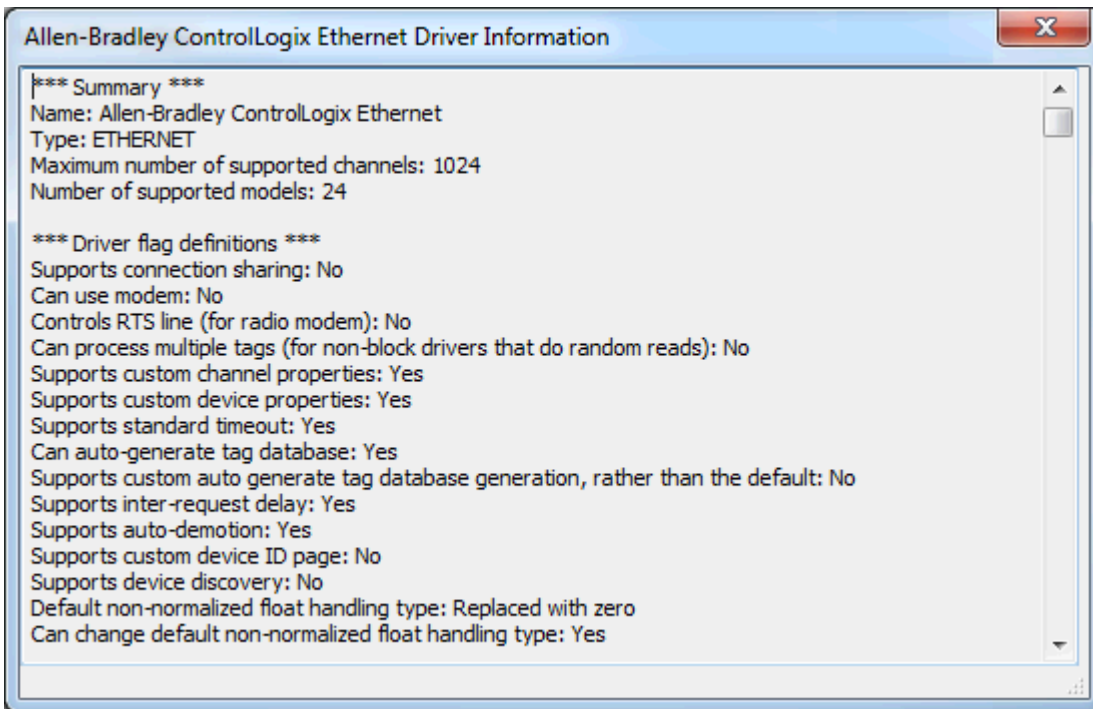 Allen-Bradley ControlLogix Ethernet Driver Information
*** Summary ***
Name: Allen-Bradley ControlLogix Ethernet
Type: ETHERNET
Maximum number of supported channels: 1024
Number of supported models: 24
*** Driver flag definitions ***
Supports connection sharing: No
Can use modem: No
Controls RTS line (for radio modem): No
Can process multiple tags (for non-block drivers that do random reads): No
Supports custom channel properties: Yes
Supports custom device properties: Yes
Supports standard timeout: Yes
Can auto-generate tag database: Yes
Supports custom auto generate tag database generation, rather than the default: No
Supports inter-request delay: Yes
Supports auto-demotion: Yes
Supports custom device ID page: No
Supports device discovery: No
Default non-normalized float handling type: Replaced with zero
Can change default non-normalized float handling type: Yes